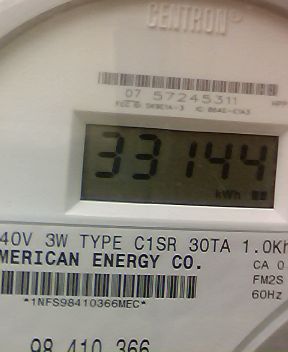 CENTRON®
07 57245311
33144
kWh
40V 3W TYPE C1SR 30TA 1.0Kh
MERICAN ENERGY CO.
CA 0
FM2S
60Hz
*1NFS98410366MEC*
98 410 366